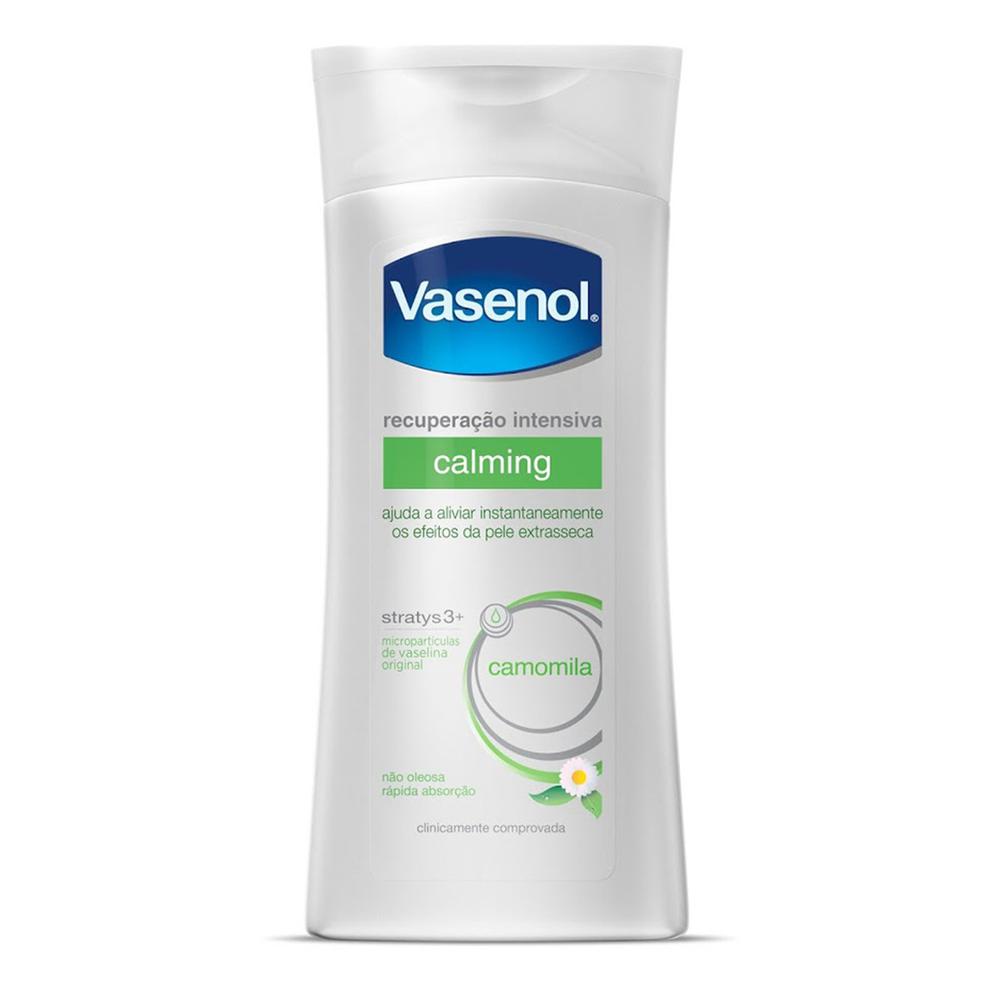 Vasenol®
recuperação intensiva
calming
ajuda a aliviar instantaneamente
os efeitos da pele extrasseca
stratys3+
micropartículas
de vaselina
original
camomila
não oleosa
rápida absorção
clinicamente comprovada